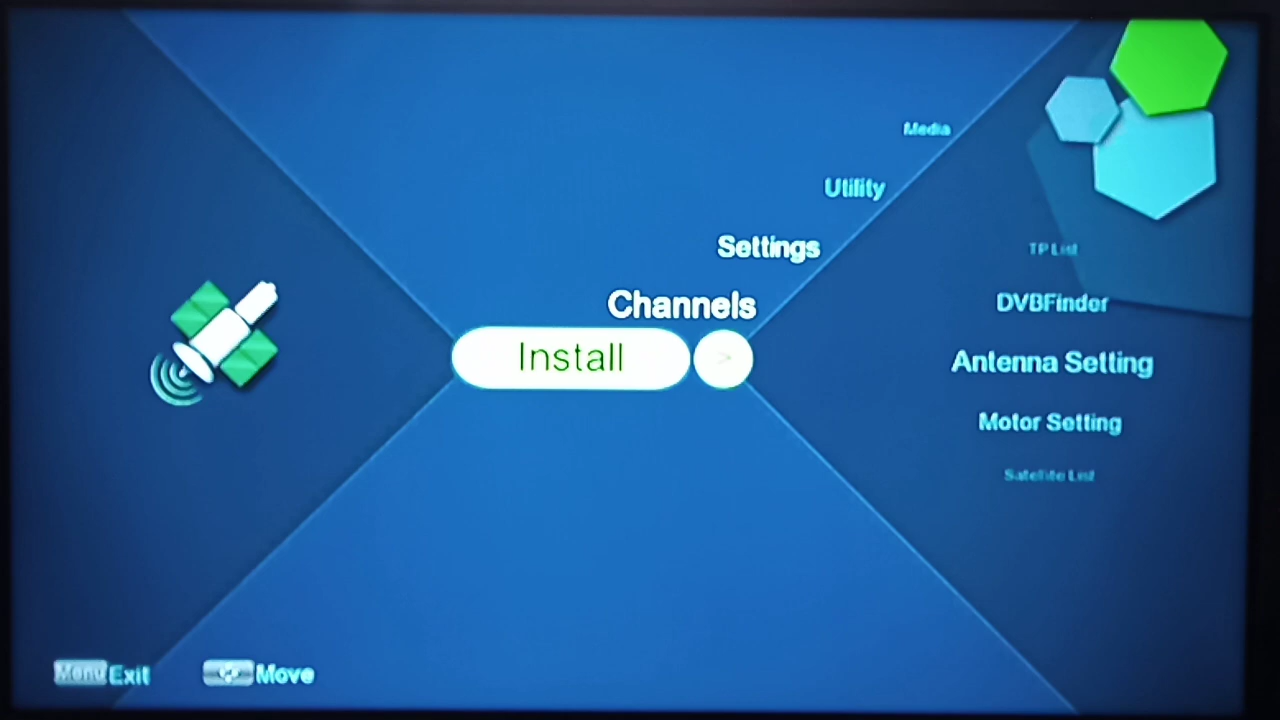 Media
Utility
Settings
Channels
Install >
TP List
DVBFinder
Antenna Setting
Motor Setting
Satellite List
Menu Exit
Move